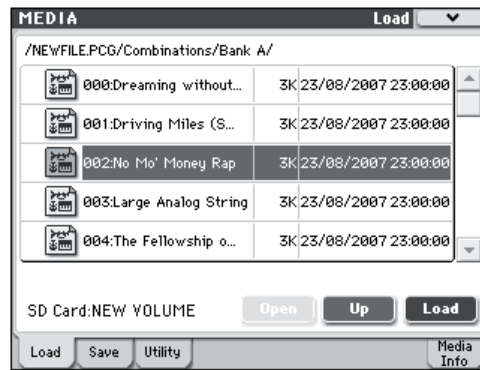 MEDIA Load
/NEWFILE.PCG/Combinations/Bank A/
000:Dreaming without... 3K 23/08/2007 23:00:00
001:Driving Miles (S... 3K 23/08/2007 23:00:00
002:No Mo' Money Rap 3K 23/08/2007 23:00:00
003:Large Analog String 3K 23/08/2007 23:00:00
004:The Fellowship o... 3K 23/08/2007 23:00:00
SD Card:NEW VOLUME Open Up Load
Load Save Utility Media
Info